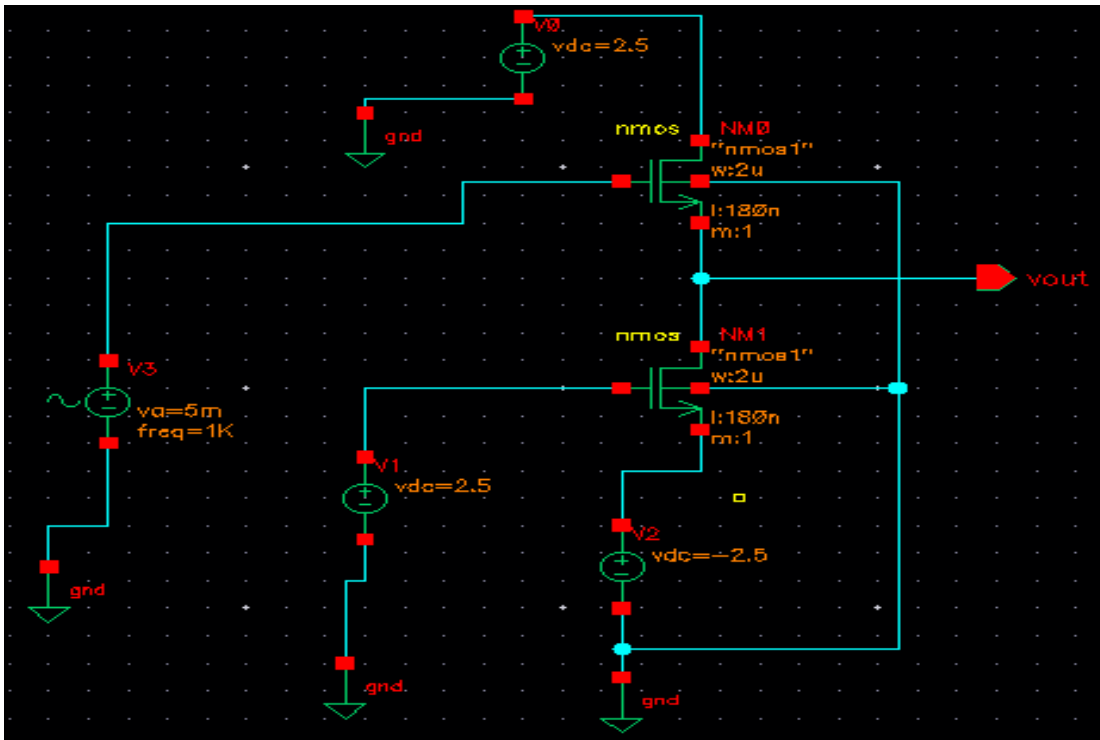 V0
vdc=2.5
gnd
nmos NM0
"nmos1"
w:2u
l:180n
m:1
vout
nmos NM1
"nmos1"
w:2u
l:180n
m:1
V3
va=5m
freq=1K
gnd
V1
vdc=2.5
gnd
V2
vdc=-2.5
gnd